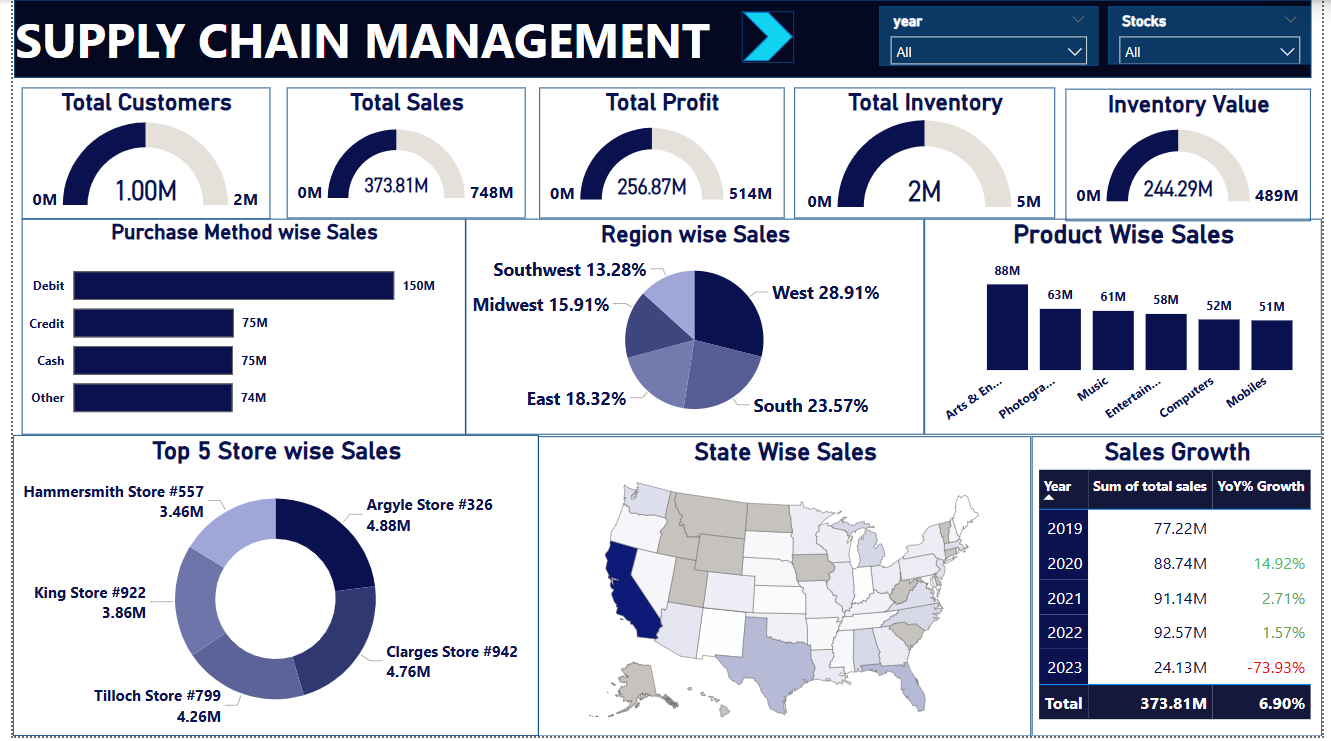 SUPPLY CHAIN MANAGEMENT
year
All
Stocks
All
Total Customers
0M
1.00M
2M
Total Sales
0M
373.81M
748M
Total Profit
0M
256.87M
514M
Total Inventory
0M
2M
5M
Inventory Value
0M
244.29M
489M
Purchase Method wise Sales
Debit 150M
Credit 75M
Cash 75M
Other 74M
Region wise Sales
Southwest 13.28%
Midwest 15.91%
West 28.91%
East 18.32%
South 23.57%
Product Wise Sales
88M
63M
61M
58M
52M
51M
Arts & En...
Photogra...
Music
Entertain...
Computers
Mobiles
Top 5 Store wise Sales
Hammersmith Store #557
3.46M
Argyle Store #326
4.88M
King Store #922
3.86M
Clarges Store #942
4.76M
Tilloch Store #799
4.26M
State Wise Sales
Sales Growth
Year Sum of total sales YoY% Growth
2019 77.22M
2020 88.74M 14.92%
2021 91.14M 2.71%
2022 92.57M 1.57%
2023 24.13M -73.93%
Total 373.81M 6.90%